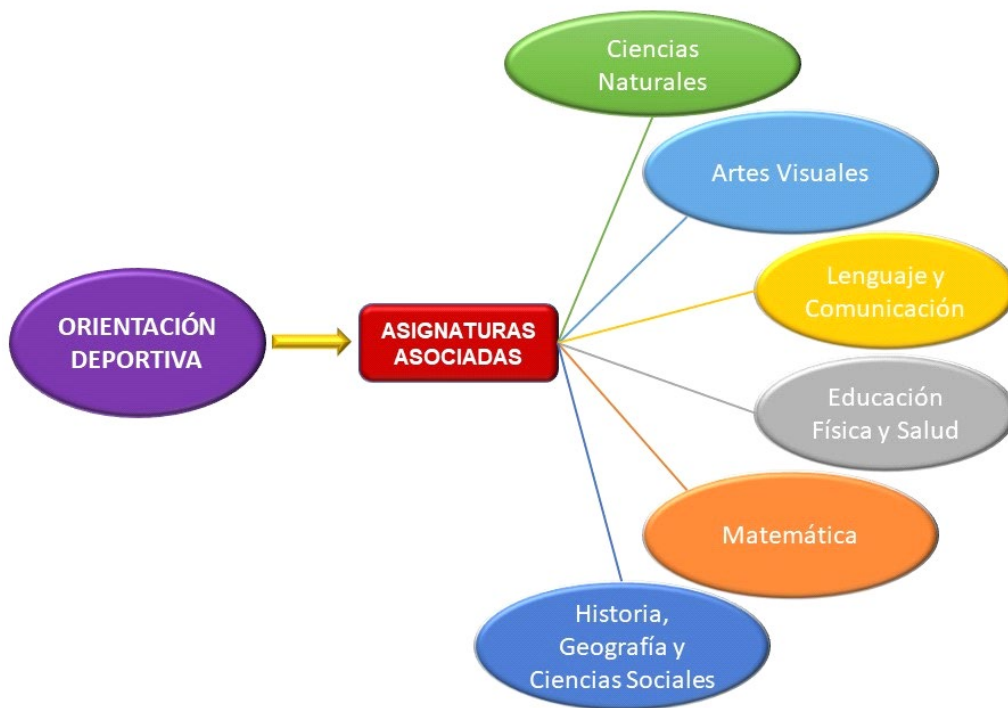 Ciencias
Naturales
Artes Visuales
Lenguaje y
Comunicación
ORIENTACIÓN
DEPORTIVA
ASIGNATURAS
ASOCIADAS
Educación
Física y Salud
Matemática
Historia,
Geografía y
Ciencias Sociales